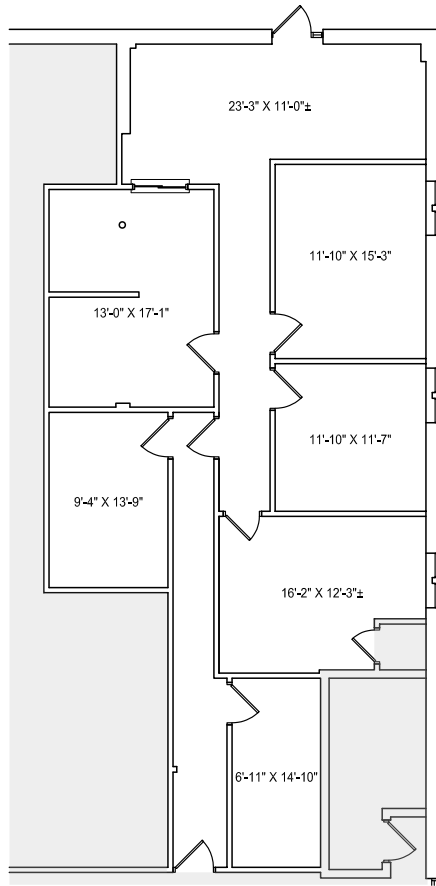 23'-3" X 11'-0"±
11'-10" X 15'-3"
13'-0" X 17'-1"
11'-10" X 11'-7"
9'-4" X 13'-9"
16'-2" X 12'-3"±
6'-11" X 14'-10"